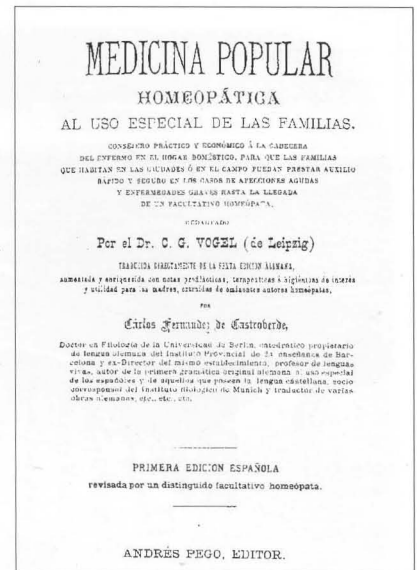 MEDICINA POPULAR
HOMEOPÁTICA
AL USO ESPECIAL DE LAS FAMILIAS.
CONSEJERO PRÁCTICO Y ECONÓMICO Á LA CABECERA
DEL ENFERMO EN EL HOGAR DOMÉSTICO, PARA QUE LAS FAMILIAS
QUE HABITAN EN LAS CIUDADES Ó EN EL CAMPO PUEDAN PRESTAR AUXILIO
RÁPIDO Y SEGURO EN LOS CASOS DE AFECCIONES AGUDAS
Y ENFERMEDADES GRAVES HASTA LA LLEGADA
DE UN FACULTATIVO HOMEÓPATA,
REDACTADO
Por el Dr. C. G. VOGEL (de Leipzig)
TRADUCIDA DIRECTAMENTE DE LA SEXTA EDICION ALEMANA,
aumentada y enriquecida con notas profilácticas, terapéuticas é higiénicas de interés
y utilidad para las madres, extraidas de eminentes autores homeópatas,
POR
Cárlos Fernandez de Castroverde,
Doctor en Filología de la Universidad de Berlin, catedrático propietario
de lengua alemana del Instituto Provincial de 2.ª enseñanza de Bar-
celona y ex-Director del mismo establecimiento, profesor de lenguas
vivas, autor de la primera gramática original alemana al uso especial
de los españoles y de aquellos que poseen la lengua castellana, socio
corresponsal del Instituto filológico de Munich y traductor de varias
obras alemanas, etc., etc., etc.
PRIMERA EDICION ESPAÑOLA
revisada por un distinguido facultativo homeópata.
ANDRÉS PEGO, EDITOR.